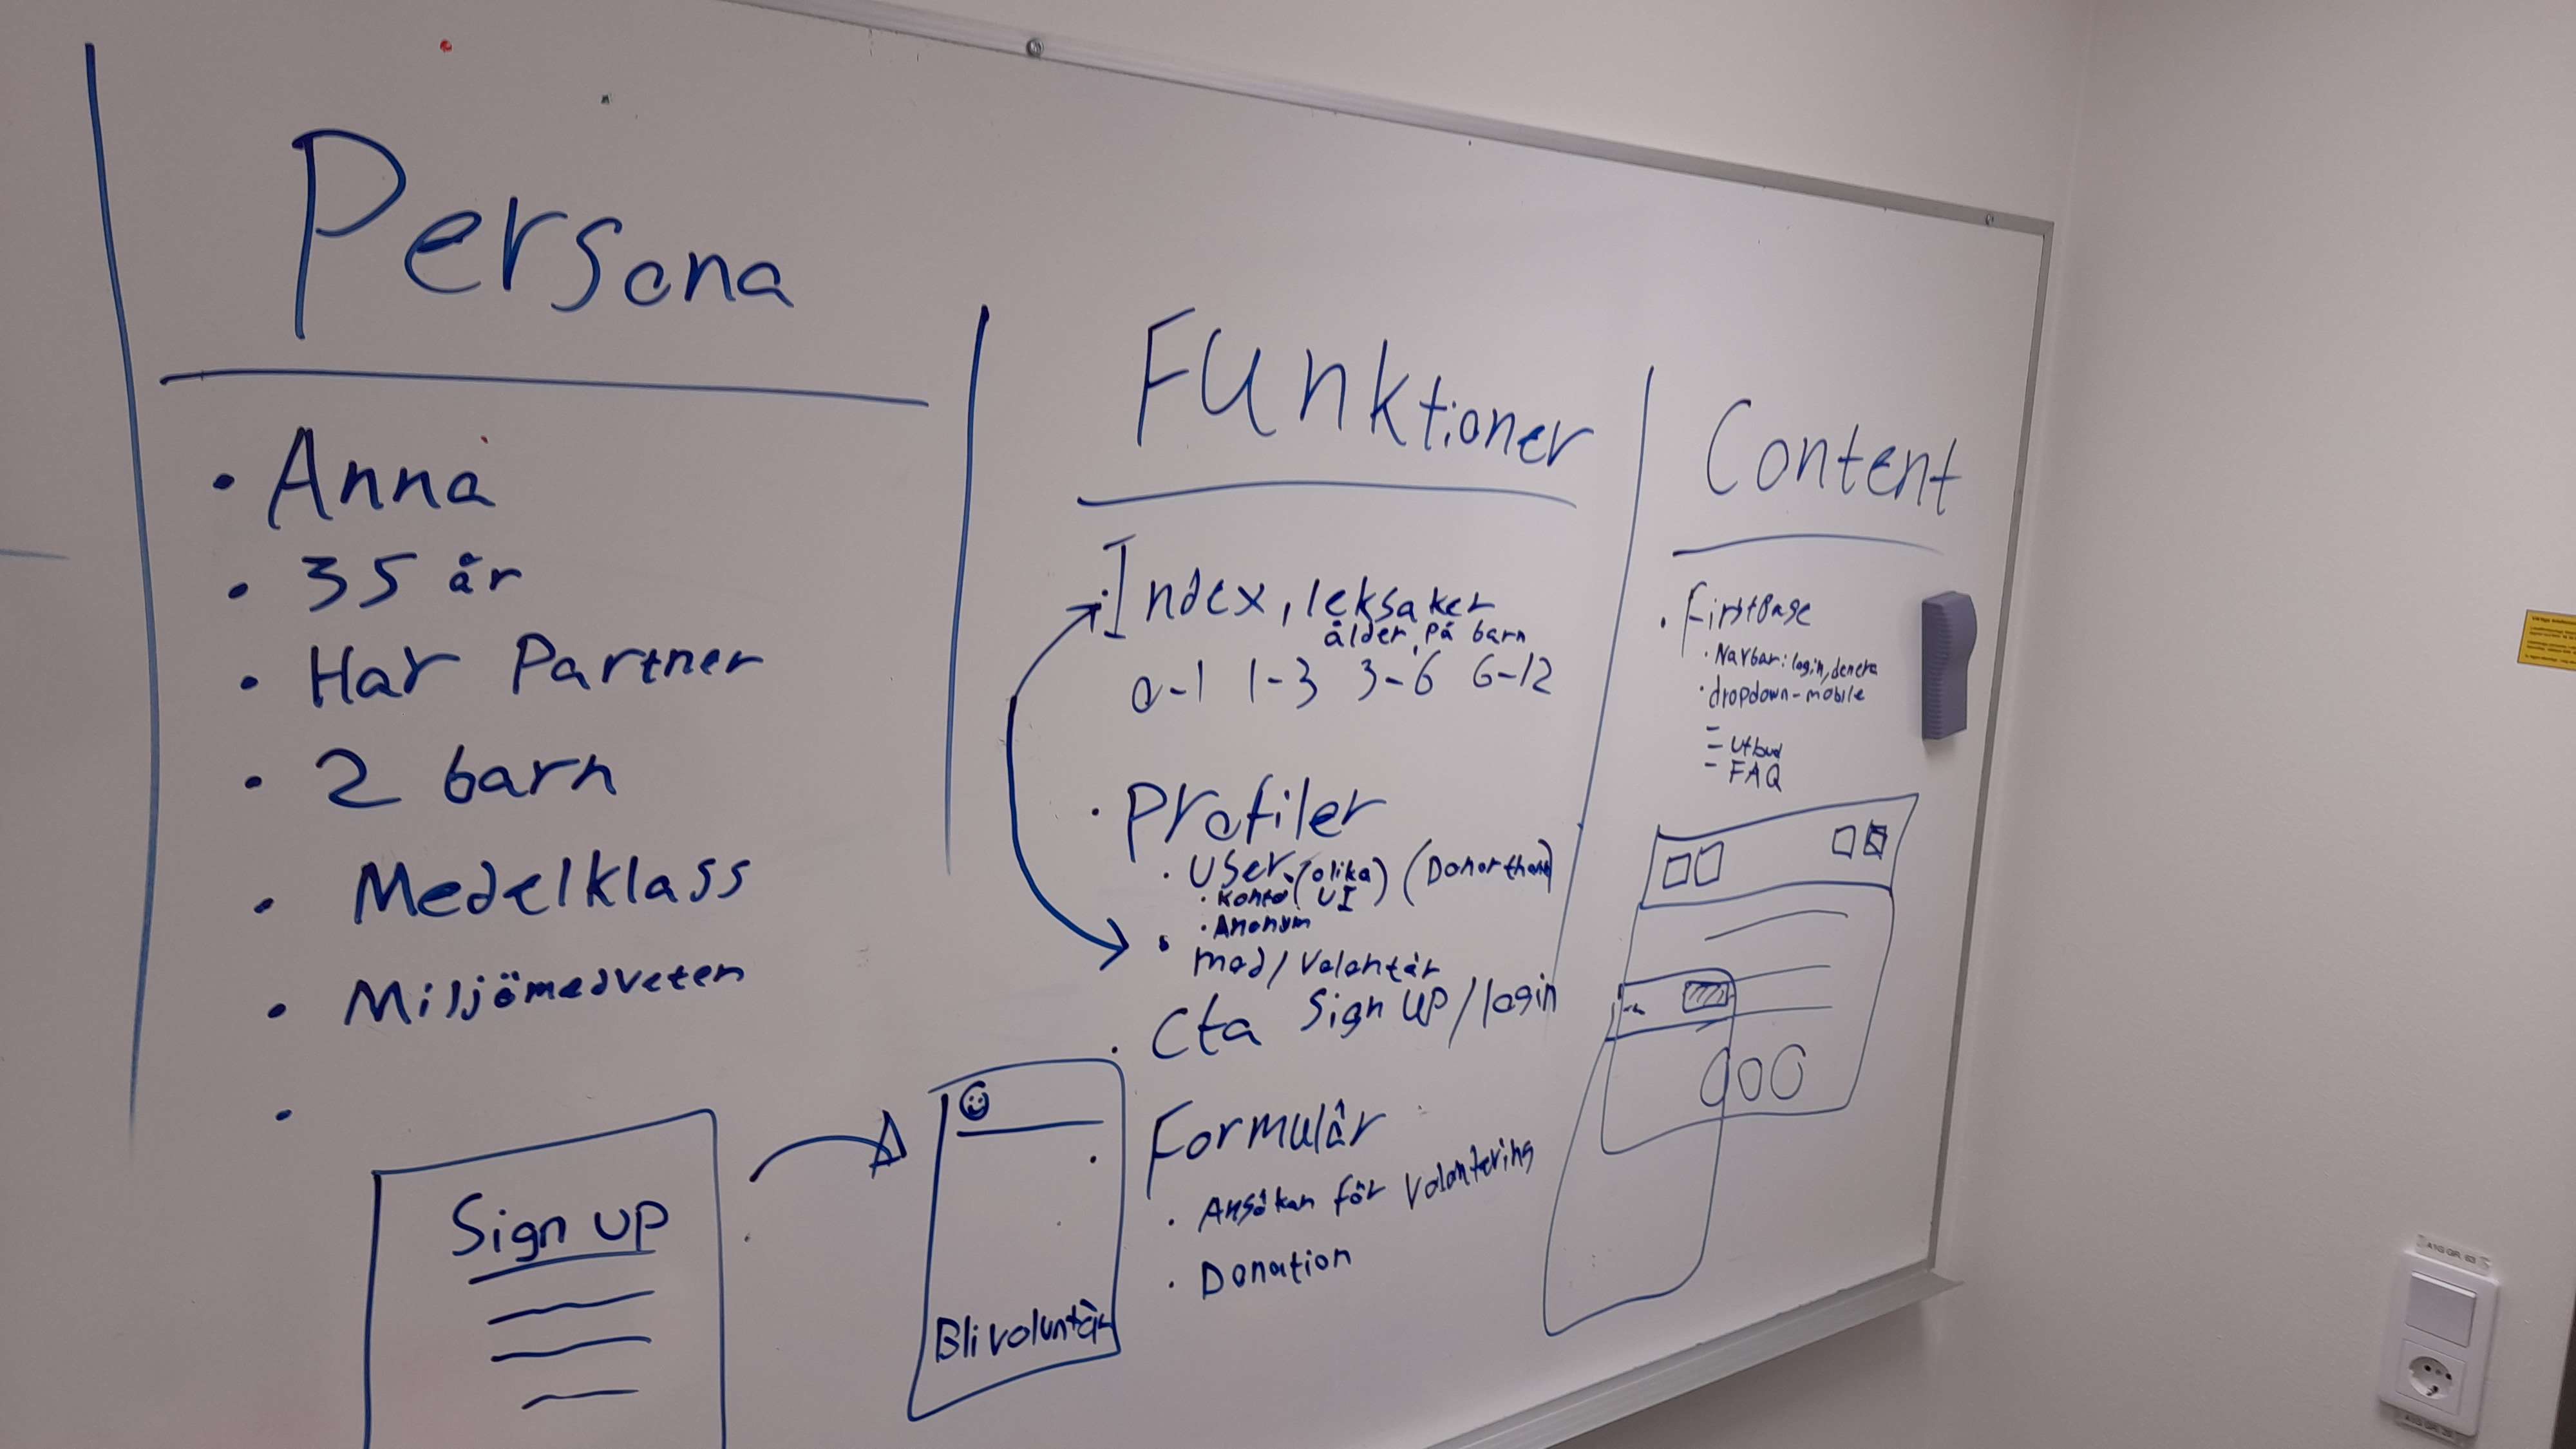 Persona
• Anna
• 35 år
• Har Partner
• 2 barn
• Medelklass
• Miljömedveten
•
Sign up
Bli voluntär
Funktioner
• Index, leksaker
ålder på barn
0-1 1-3 3-6 6-12
• Profiler
• User (olika UI)
• konto
• Anonym
• mod/Volontär
• Cta Sign up/login
• Formulär
• Ansökan för Volontering
• Donation
Content
• FirstPage
• Navbar: login, donera
• dropdown-mobile
-
- Utbud
- FAQ